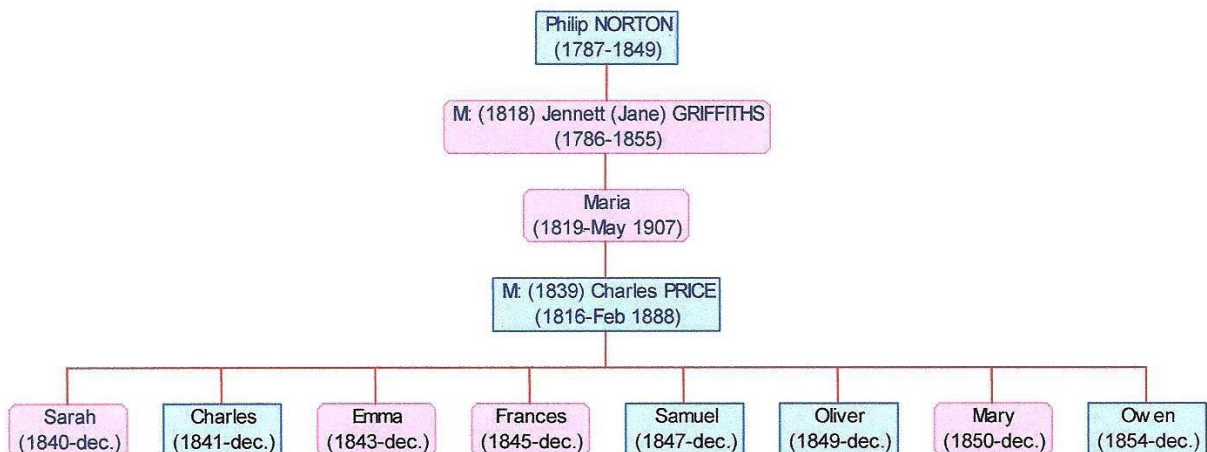 Philip NORTON
(1787-1849)
M: (1818) Jennett (Jane) GRIFFITHS
(1786-1855)
Maria
(1819-May 1907)
M: (1839) Charles PRICE
(1816-Feb 1888)
Sarah
(1840-dec.)
Charles
(1841-dec.)
Emma
(1843-dec.)
Frances
(1845-dec.)
Samuel
(1847-dec.)
Oliver
(1849-dec.)
Mary
(1850-dec.)
Owen
(1854-dec.)